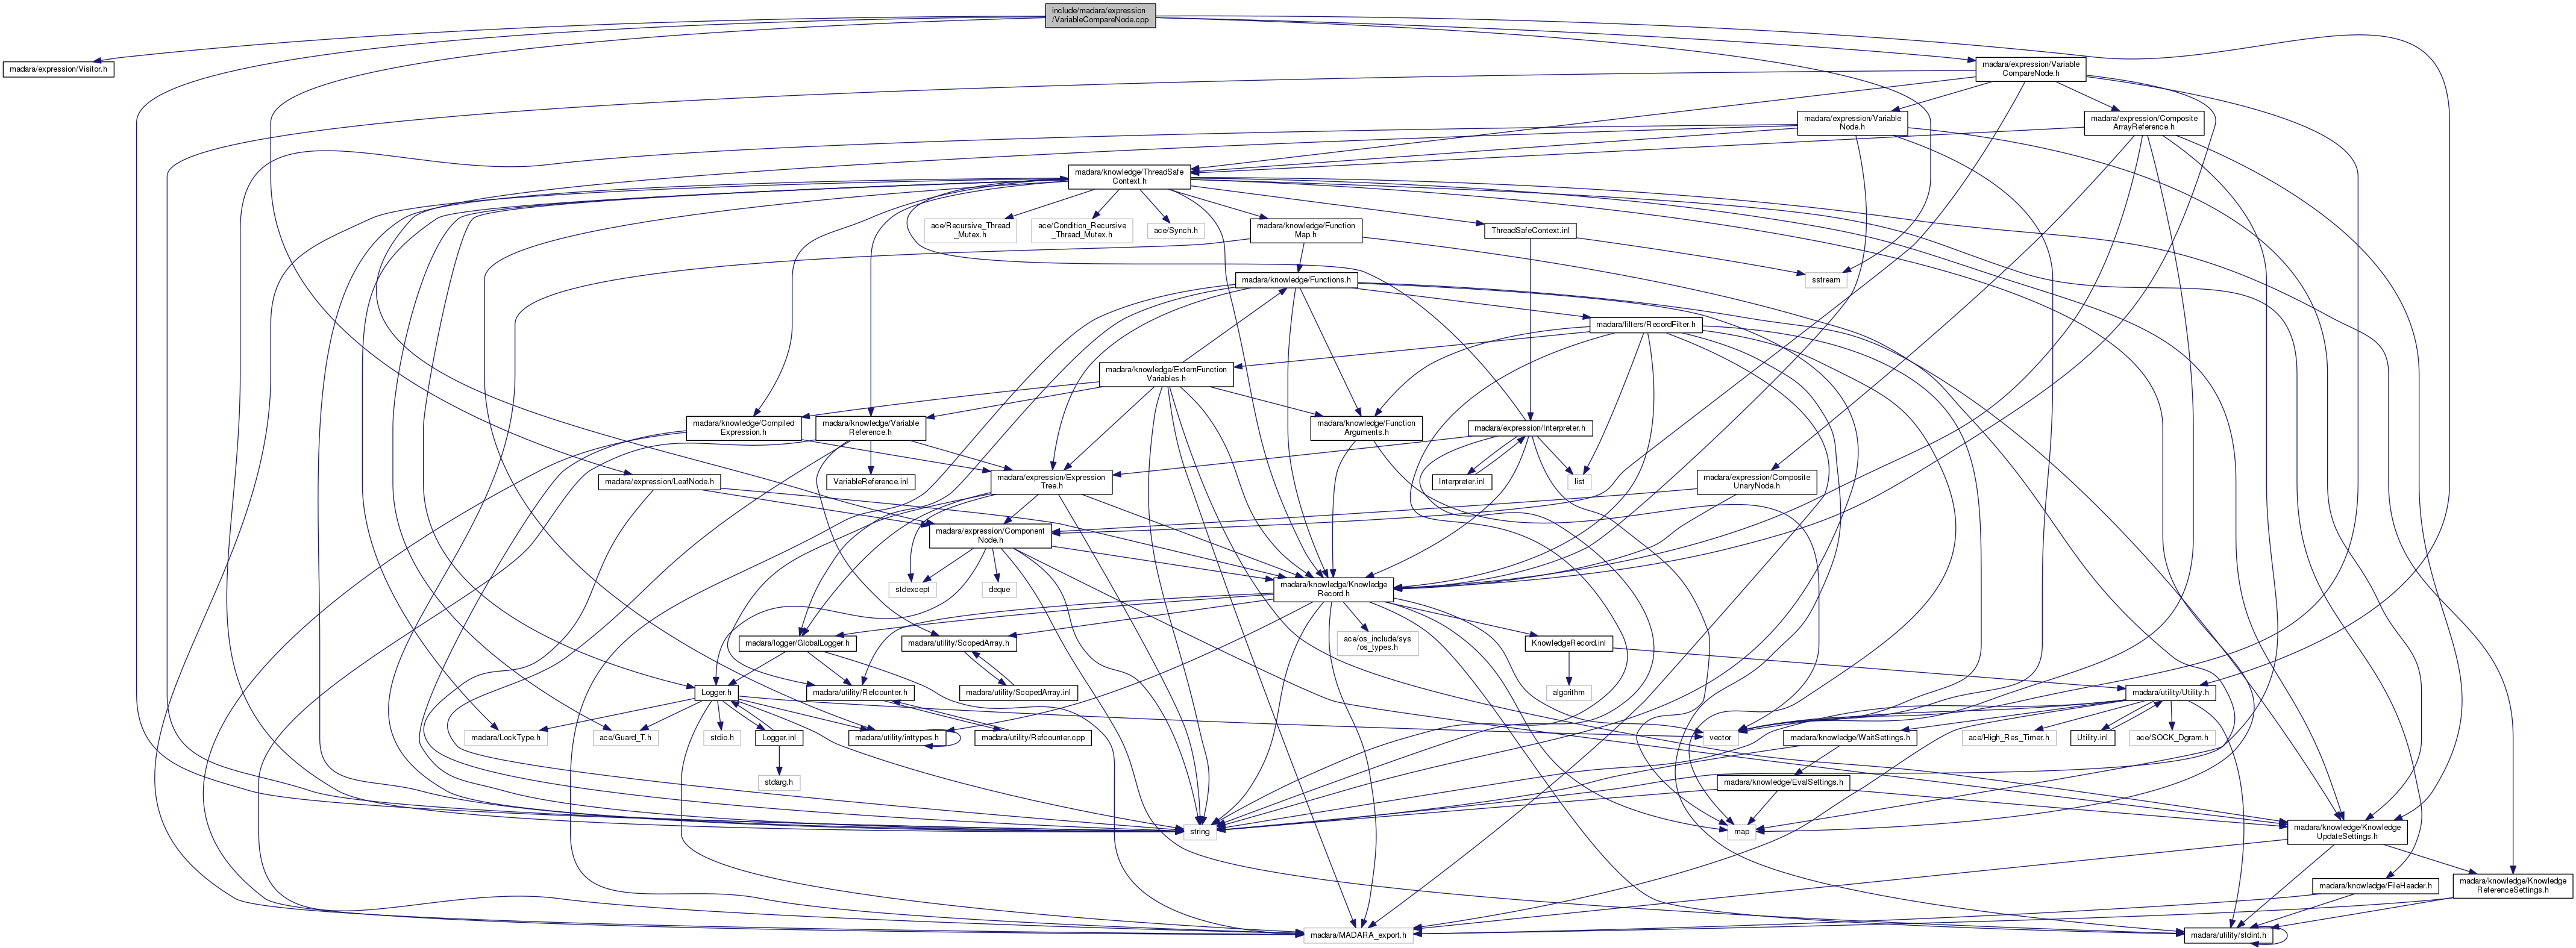 include/madara/expression
/VariableCompareNode.cpp
madara/expression/Visitor.h
madara/expression/Variable
CompareNode.h
madara/expression/Variable
Node.h
madara/expression/Composite
ArrayReference.h
madara/knowledge/ThreadSafe
Context.h
ace/Recursive_Thread
_Mutex.h
ace/Condition_Recursive
_Thread_Mutex.h
ace/Synch.h
madara/knowledge/Function
Map.h
ThreadSafeContext.inl
madara/knowledge/Functions.h
sstream
madara/filters/RecordFilter.h
madara/knowledge/ExternFunction
Variables.h
madara/knowledge/Compiled
Expression.h
madara/knowledge/Variable
Reference.h
madara/knowledge/Function
Arguments.h
madara/expression/Interpreter.h
madara/expression/LeafNode.h
VariableReference.inl
madara/expression/Expression
Tree.h
Interpreter.inl
list
madara/expression/Composite
UnaryNode.h
madara/expression/Component
Node.h
stdexcept
deque
madara/knowledge/Knowledge
Record.h
madara/logger/GlobalLogger.h
madara/utility/ScopedArray.h
ace/os_include/sys
/os_types.h
KnowledgeRecord.inl
Logger.h
madara/utility/Refcounter.h
madara/utility/ScopedArray.inl
algorithm
madara/utility/Utility.h
madara/LockType.h
ace/Guard_T.h
stdio.h
Logger.inl
madara/utility/inttypes.h
madara/utility/Refcounter.cpp
vector
madara/knowledge/WaitSettings.h
ace/High_Res_Timer.h
Utility.inl
ace/SOCK_Dgram.h
stdarg.h
madara/knowledge/EvalSettings.h
string
map
madara/knowledge/Knowledge
UpdateSettings.h
madara/knowledge/FileHeader.h
madara/knowledge/Knowledge
ReferenceSettings.h
madara/MADARA_export.h
madara/utility/stdint.h